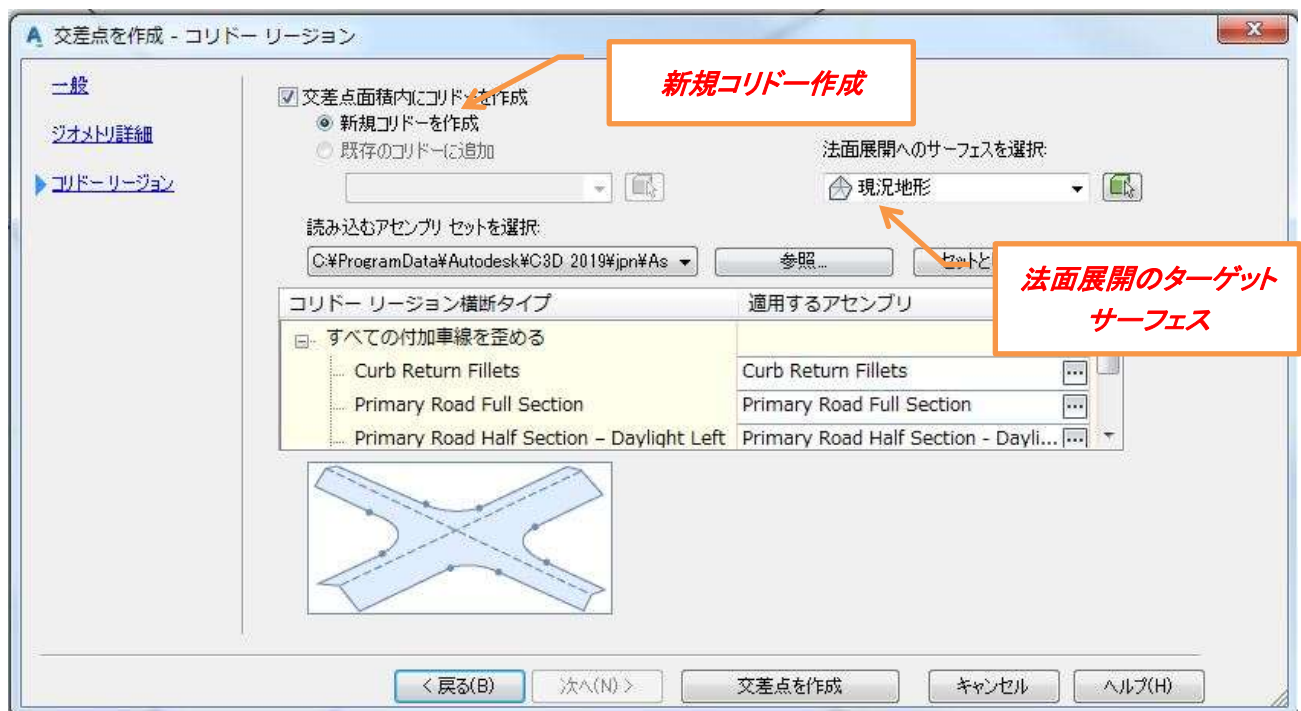 交差点を作成 - コリドー リージョン
新規コリドー作成
一般
ジオメトリ詳細
コリドー リージョン
交差点面積内にコリドーを作成
新規コリドーを作成
既存のコリドーに追加
法面展開へのサーフェスを選択:
現況地形
読み込むアセンブリ セットを選択:
C:¥ProgramData¥Autodesk¥C3D 2019¥jpn¥As
参照...
セットと
法面展開のターゲット
サーフェス
コリドー リージョン横断タイプ 適用するアセンブリ
すべての付加車線を歪める
Curb Return Fillets Curb Return Fillets ...
Primary Road Full Section Primary Road Full Section ...
Primary Road Half Section – Daylight Left Primary Road Half Section - Dayli... ...
< 戻る(B) 次へ(N) > 交差点を作成 キャンセル ヘルプ(H)